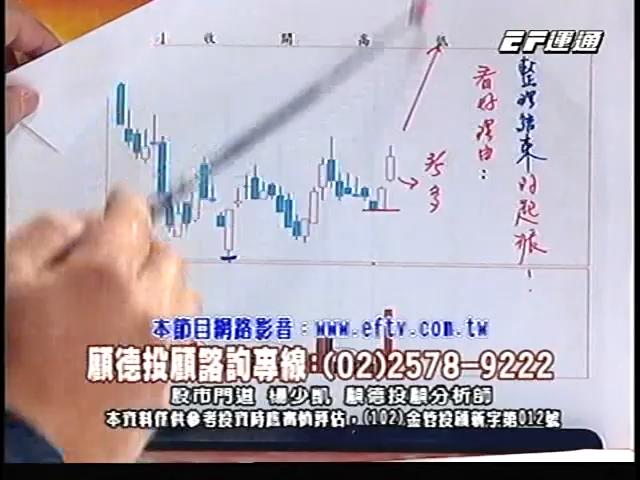 EF運通
收 開 高 低
整理結束的起漲!
看好理由:
本節目網路影音:www.eftv.com.tw
顧德投顧諮詢專線:(02)2578-9222
股市門道 楊少凱 顧德投顧分析師
本資料僅供參考投資時應審慎評估,(102)金管投顧新字第012號